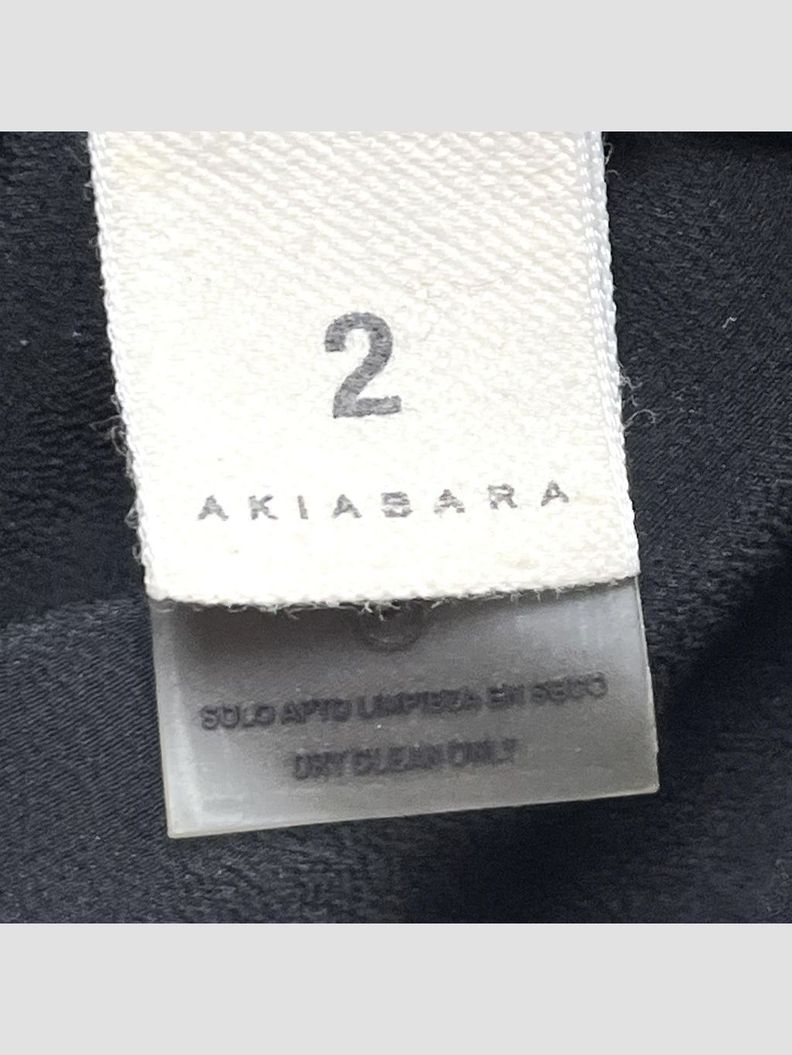 2
AKIABARA
SOLO APTO LIMPIEZA EN SECO
DRY CLEAN ONLY